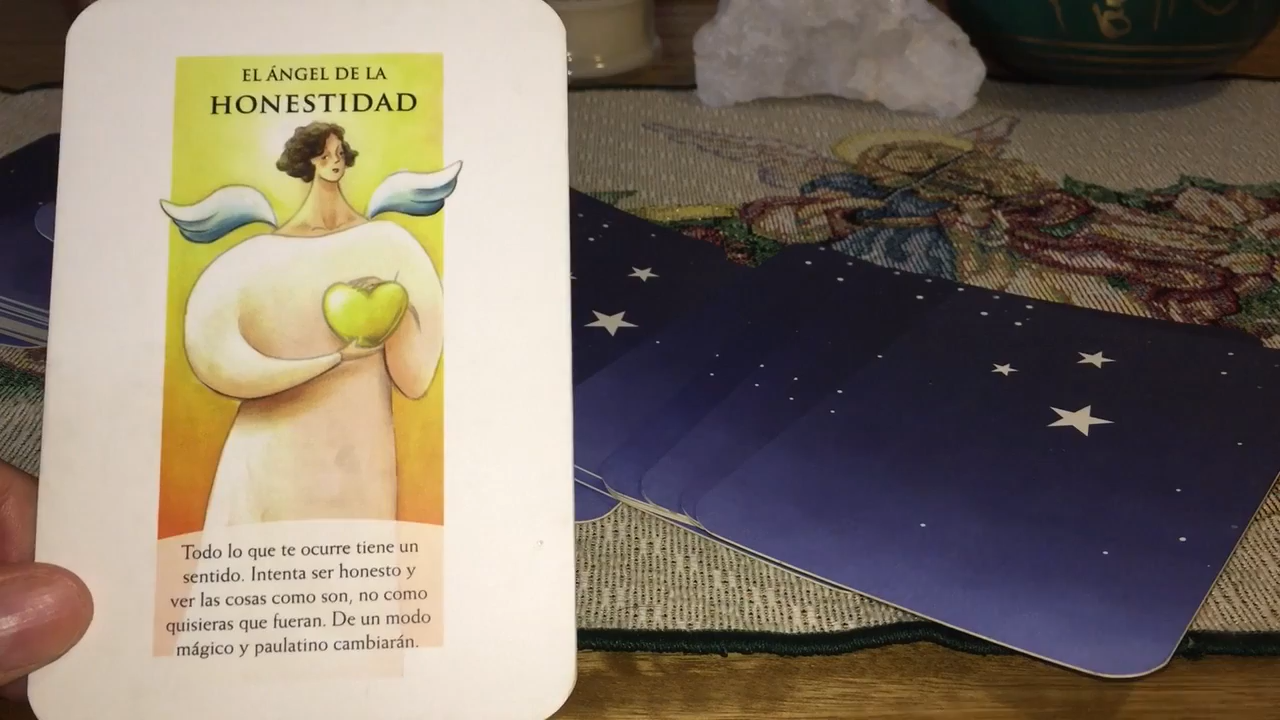 EL ÁNGEL DE LA
HONESTIDAD
Todo lo que te ocurre tiene un
sentido. Intenta ser honesto y
ver las cosas como son, no como
quisieras que fueran. De un modo
mágico y paulatino cambiarán.